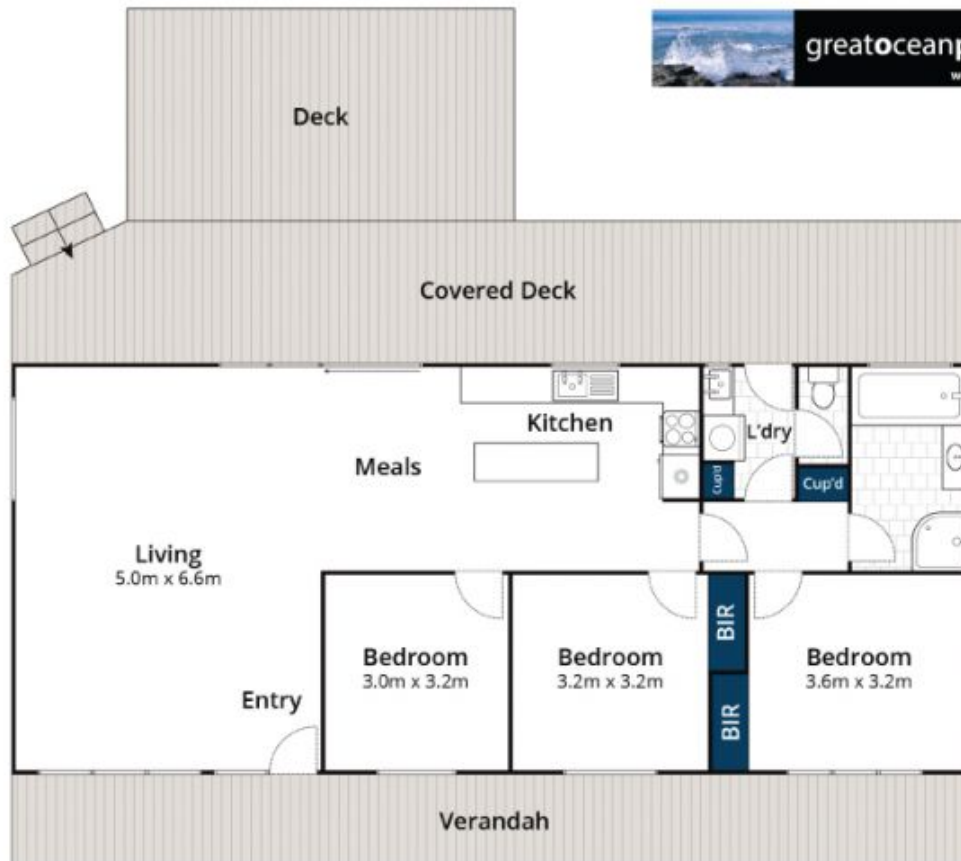 greatoceanp
w
Deck
Covered Deck
Kitchen
L'dry
Meals
Cup'd
Cup'd
Living
5.0m x 6.6m
Bedroom
3.0m x 3.2m
Bedroom
3.2m x 3.2m
BIR
BIR
Bedroom
3.6m x 3.2m
Entry
Verandah